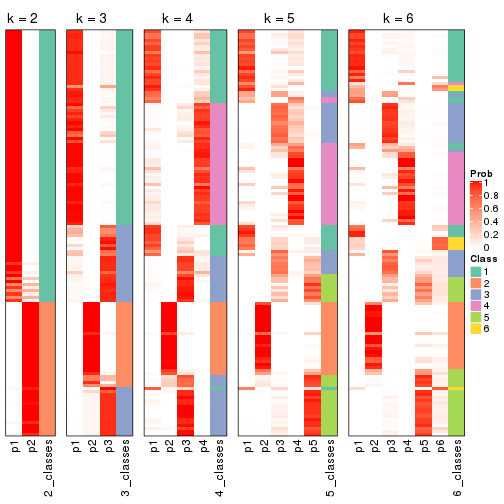 k = 2
k = 3
k = 4
k = 5
k = 6
Prob
1
0.8
0.6
0.4
0.2
0
Class
1
2
3
4
5
6
p1
p2
2_classes
p1
p2
p3
3_classes
p1
p2
p3
p4
4_classes
p1
p2
p3
p4
p5
5_classes
p1
p2
p3
p4
p5
p6
6_classes